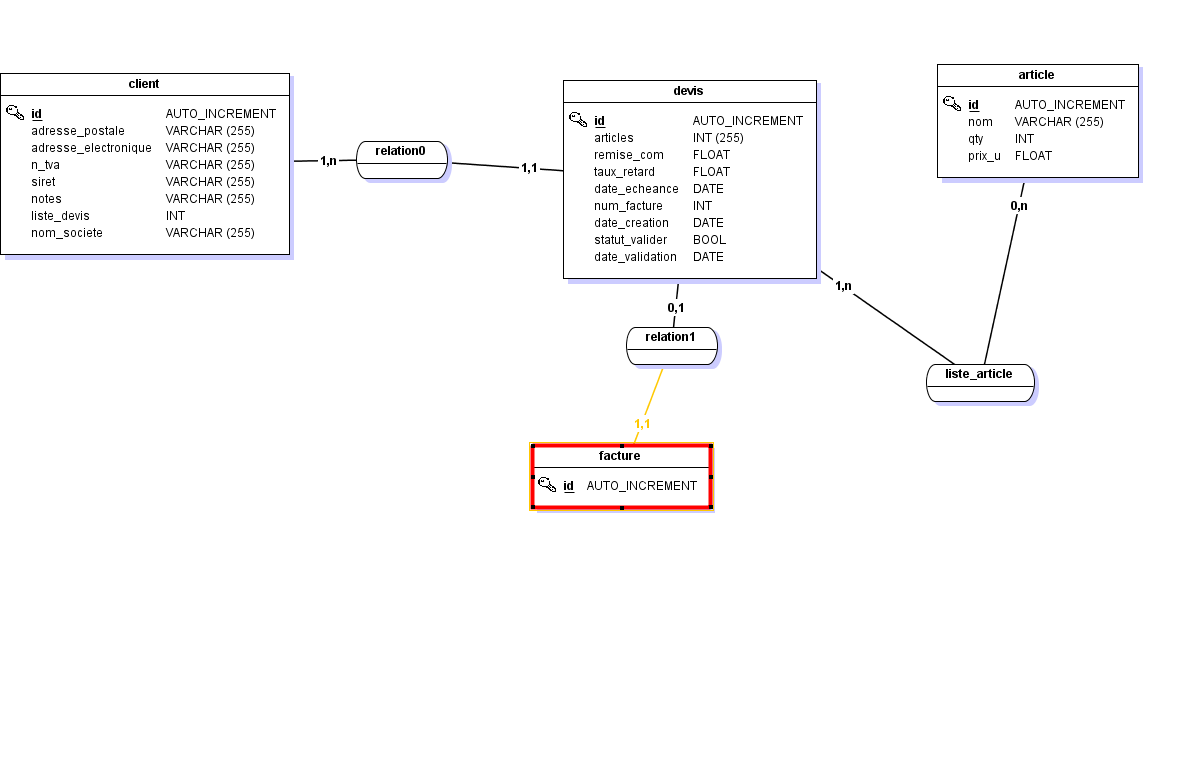 client
id AUTO_INCREMENT
adresse_postale VARCHAR (255)
adresse_electronique VARCHAR (255)
n_tva VARCHAR (255)
siret VARCHAR (255)
notes VARCHAR (255)
liste_devis INT
nom_societe VARCHAR (255)
1,n
relation0
1,1
devis
id AUTO_INCREMENT
articles INT (255)
remise_com FLOAT
taux_retard FLOAT
date_echeance DATE
num_facture INT
date_creation DATE
statut_valider BOOL
date_validation DATE
article
id AUTO_INCREMENT
nom VARCHAR (255)
qty INT
prix_u FLOAT
0,n
1,n
liste_article
0,1
relation1
1,1
facture
id AUTO_INCREMENT